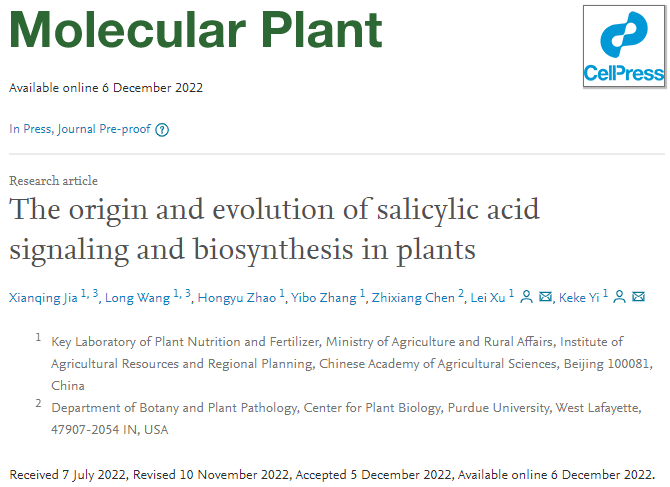 Molecular Plant
CellPress
Available online 6 December 2022
In Press, Journal Pre-proof ?
Research article
The origin and evolution of salicylic acid
signaling and biosynthesis in plants
Xianqing Jia 1, 3, Long Wang 1, 3, Hongyu Zhao 1, Yibo Zhang 1, Zhixiang Chen 2, Lei Xu 1, Keke Yi 1
1 Key Laboratory of Plant Nutrition and Fertilizer, Ministry of Agriculture and Rural Affairs, Institute of
Agricultural Resources and Regional Planning, Chinese Academy of Agricultural Sciences, Beijing 100081,
China
2 Department of Botany and Plant Pathology, Center for Plant Biology, Purdue University, West Lafayette,
47907-2054 IN, USA
Received 7 July 2022, Revised 10 November 2022, Accepted 5 December 2022, Available online 6 December 2022.